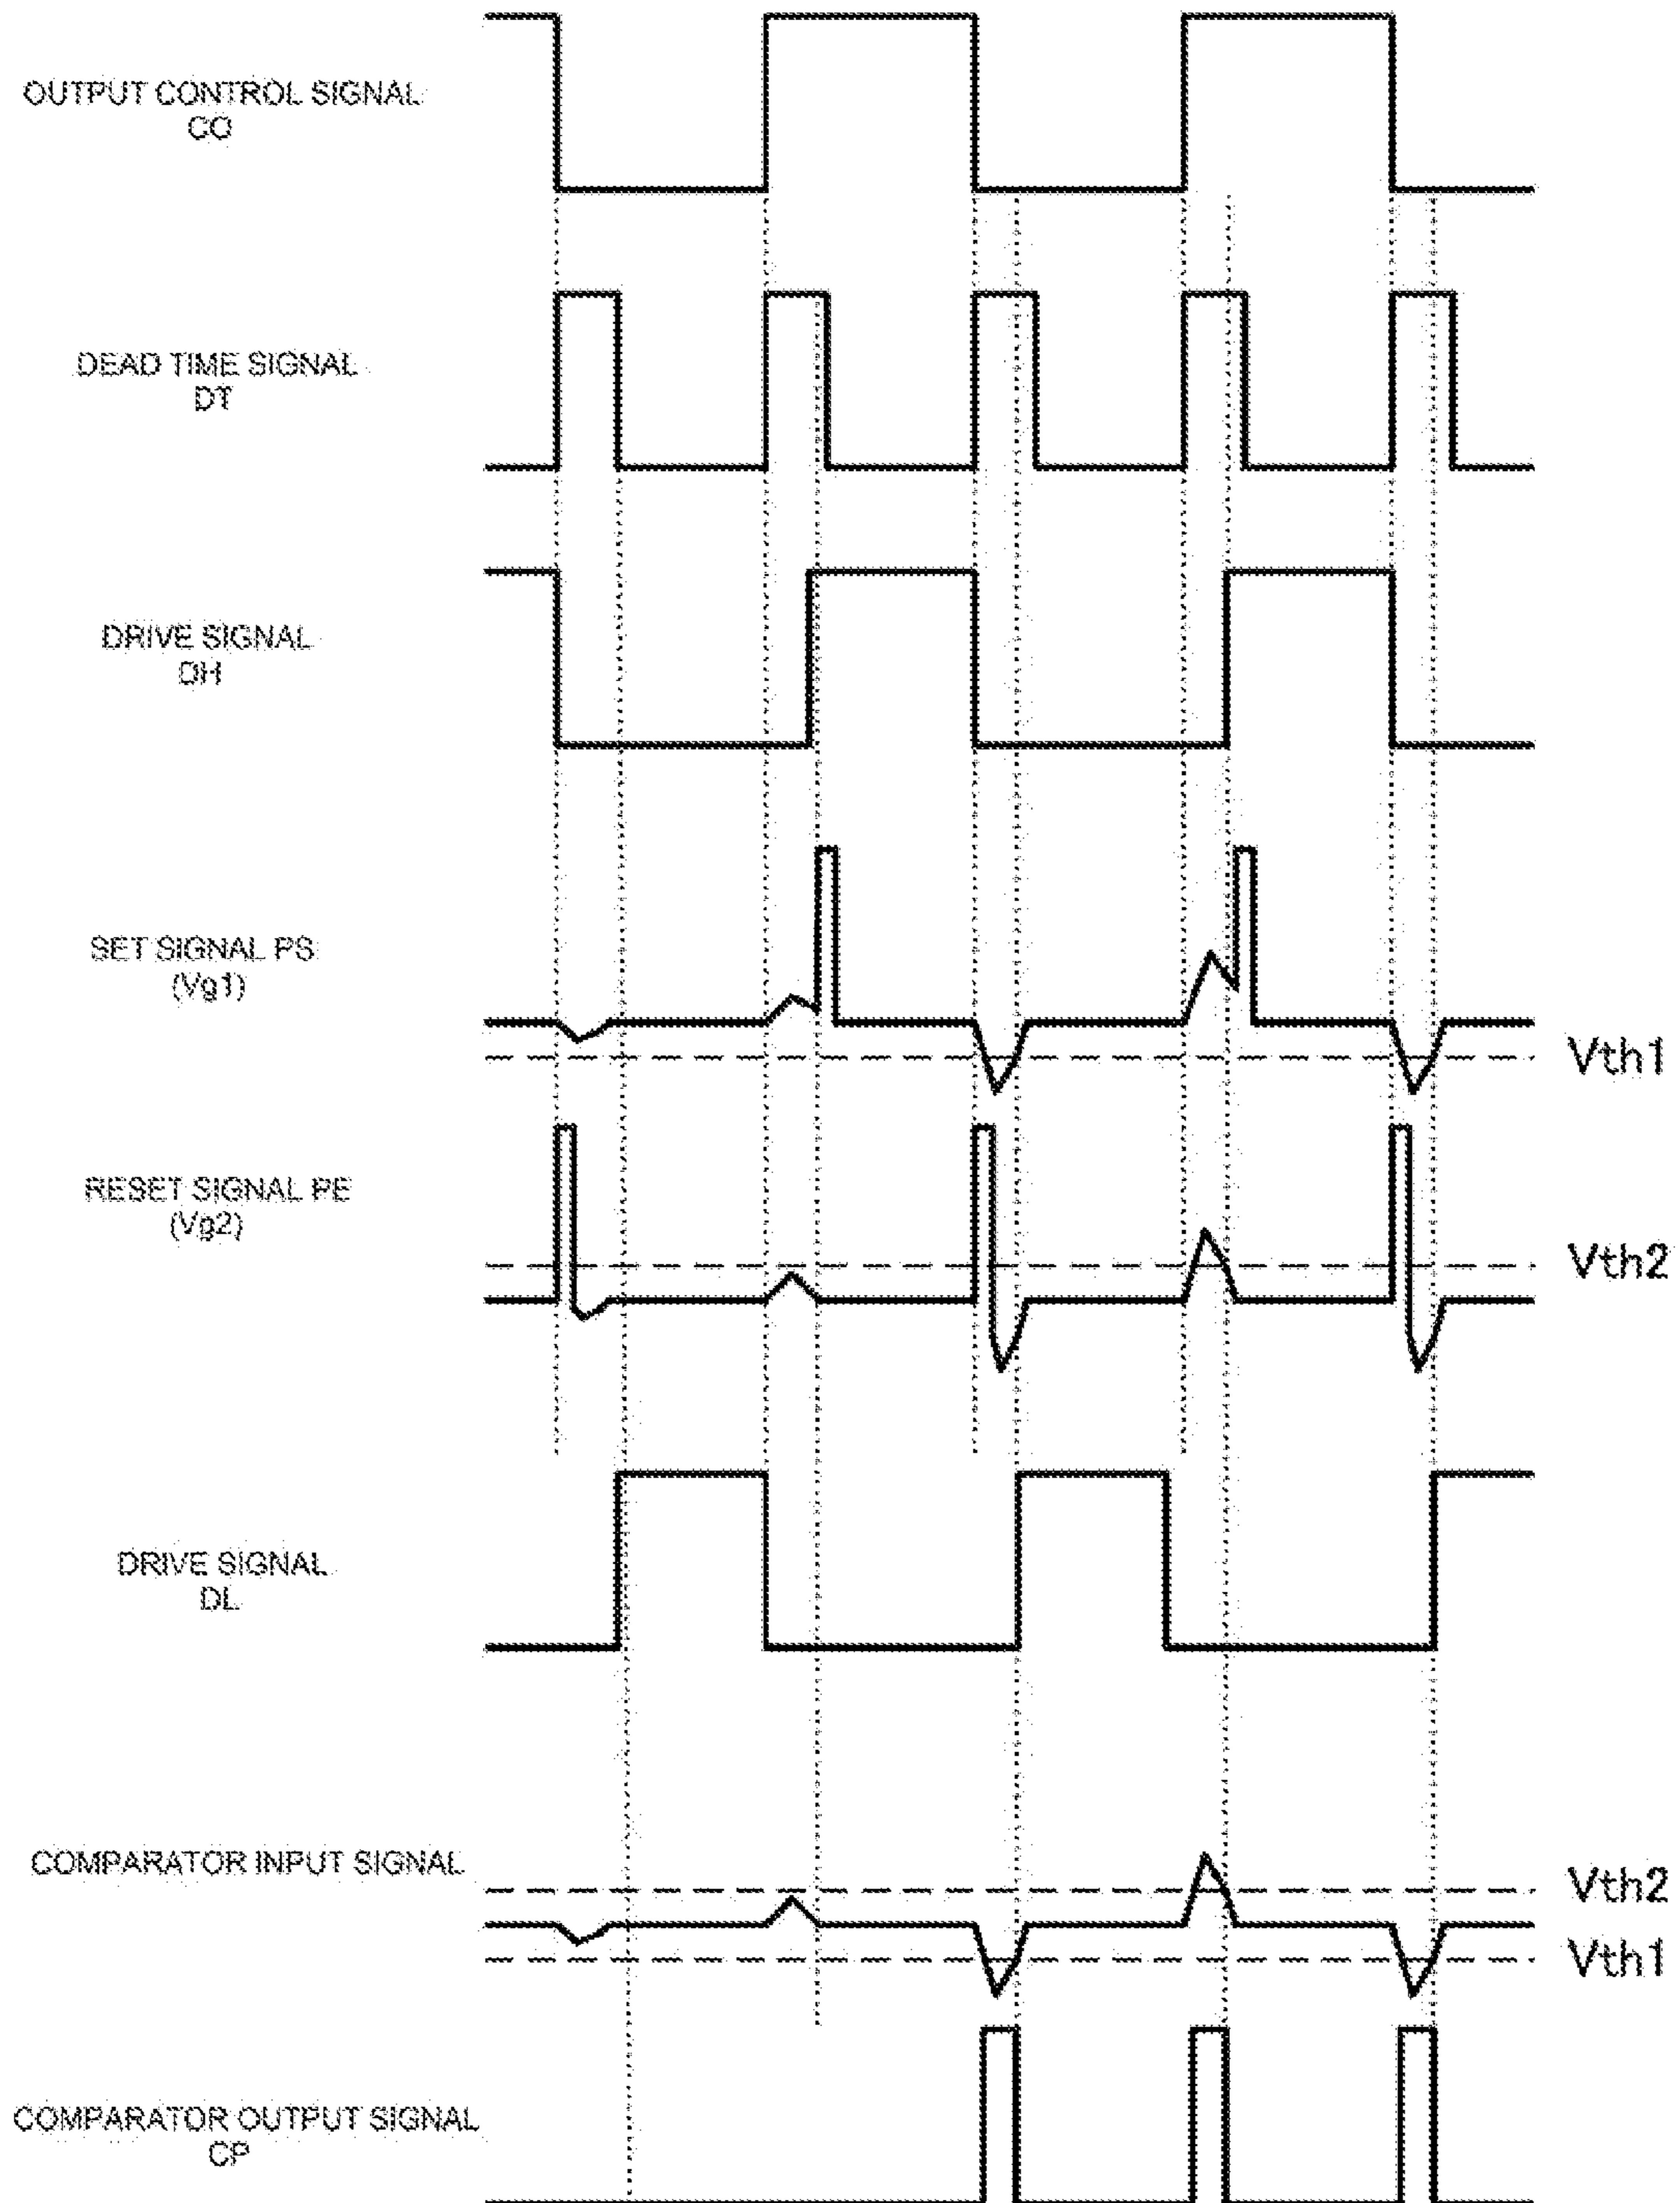 OUTPUT CONTROL SIGNAL
CO
DEAD TIME SIGNAL
DT
DRIVE SIGNAL
DH
SET SIGNAL PS
(Vg1)
Vth1
RESET SIGNAL PE
(Vg2)
Vth2
DRIVE SIGNAL
DL
COMPARATOR INPUT SIGNAL
Vth2
Vth1
COMPARATOR OUTPUT SIGNAL
CP